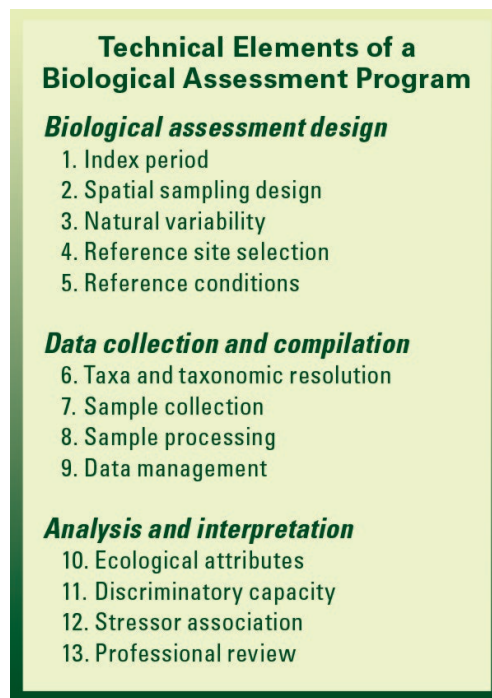 Technical Elements of a
Biological Assessment Program
Biological assessment design
1. Index period
2. Spatial sampling design
3. Natural variability
4. Reference site selection
5. Reference conditions
Data collection and compilation
6. Taxa and taxonomic resolution
7. Sample collection
8. Sample processing
9. Data management
Analysis and interpretation
10. Ecological attributes
11. Discriminatory capacity
12. Stressor association
13. Professional review